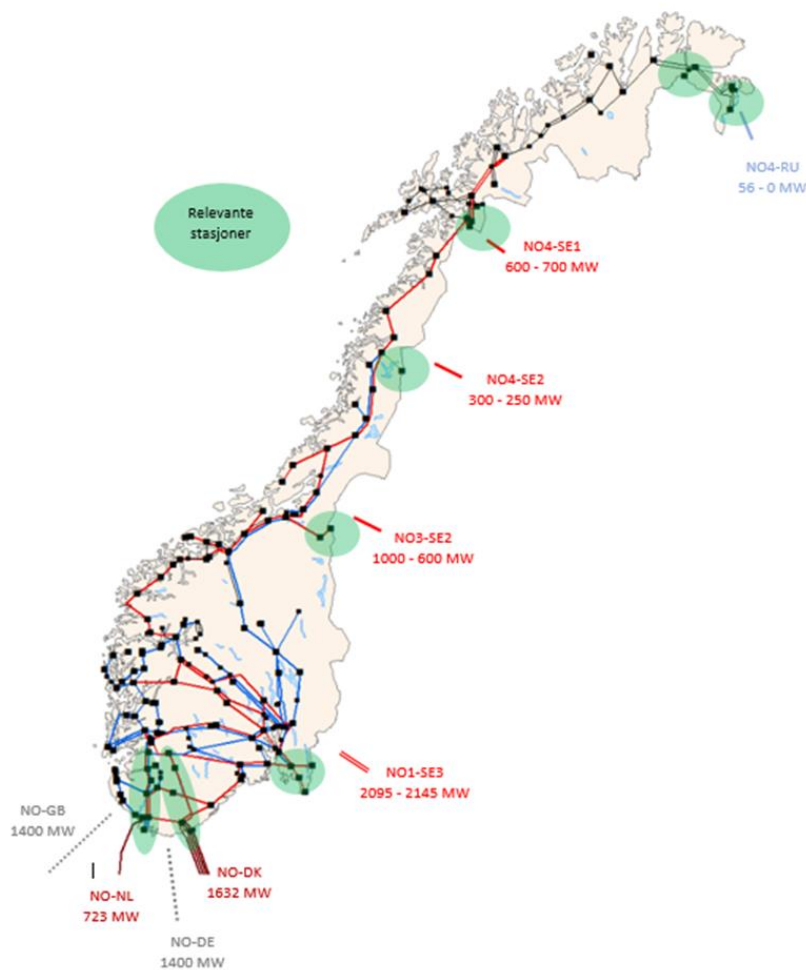 NO4-RU
56 - 0 MW
Relevante
stasjoner
NO4-SE1
600 - 700 MW
NO4-SE2
300 - 250 MW
NO3-SE2
1000 - 600 MW
NO1-SE3
2095 - 2145 MW
NO-GB
1400 MW
NO-NL
723 MW
NO-DK
1632 MW
NO-DE
1400 MW